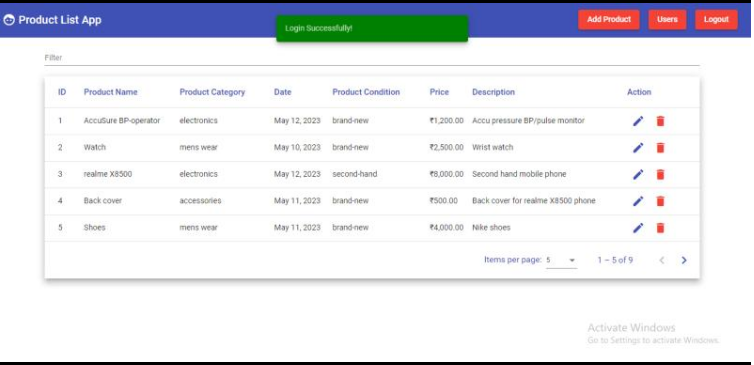 Product List App
Login Successfully!
Add Product Users Logout
Filter
ID Product Name Product Category Date Product Condition Price Description Action
1 AccuSure BP-operator electronics May 12, 2023 brand-new ₹1,200.00 Accu pressure BP/pulse monitor
2 Watch mens wear May 10, 2023 brand-new ₹2,500.00 Wrist watch
3 realme X8500 electronics May 12, 2023 second-hand ₹8,000.00 Second hand mobile phone
4 Back cover accessories May 11, 2023 brand-new ₹500.00 Back cover for realme X8500 phone
5 Shoes mens wear May 11, 2023 brand-new ₹4,000.00 Nike shoes
Items per page: 5 1 – 5 of 9
Activate Windows
Go to Settings to activate Windows.